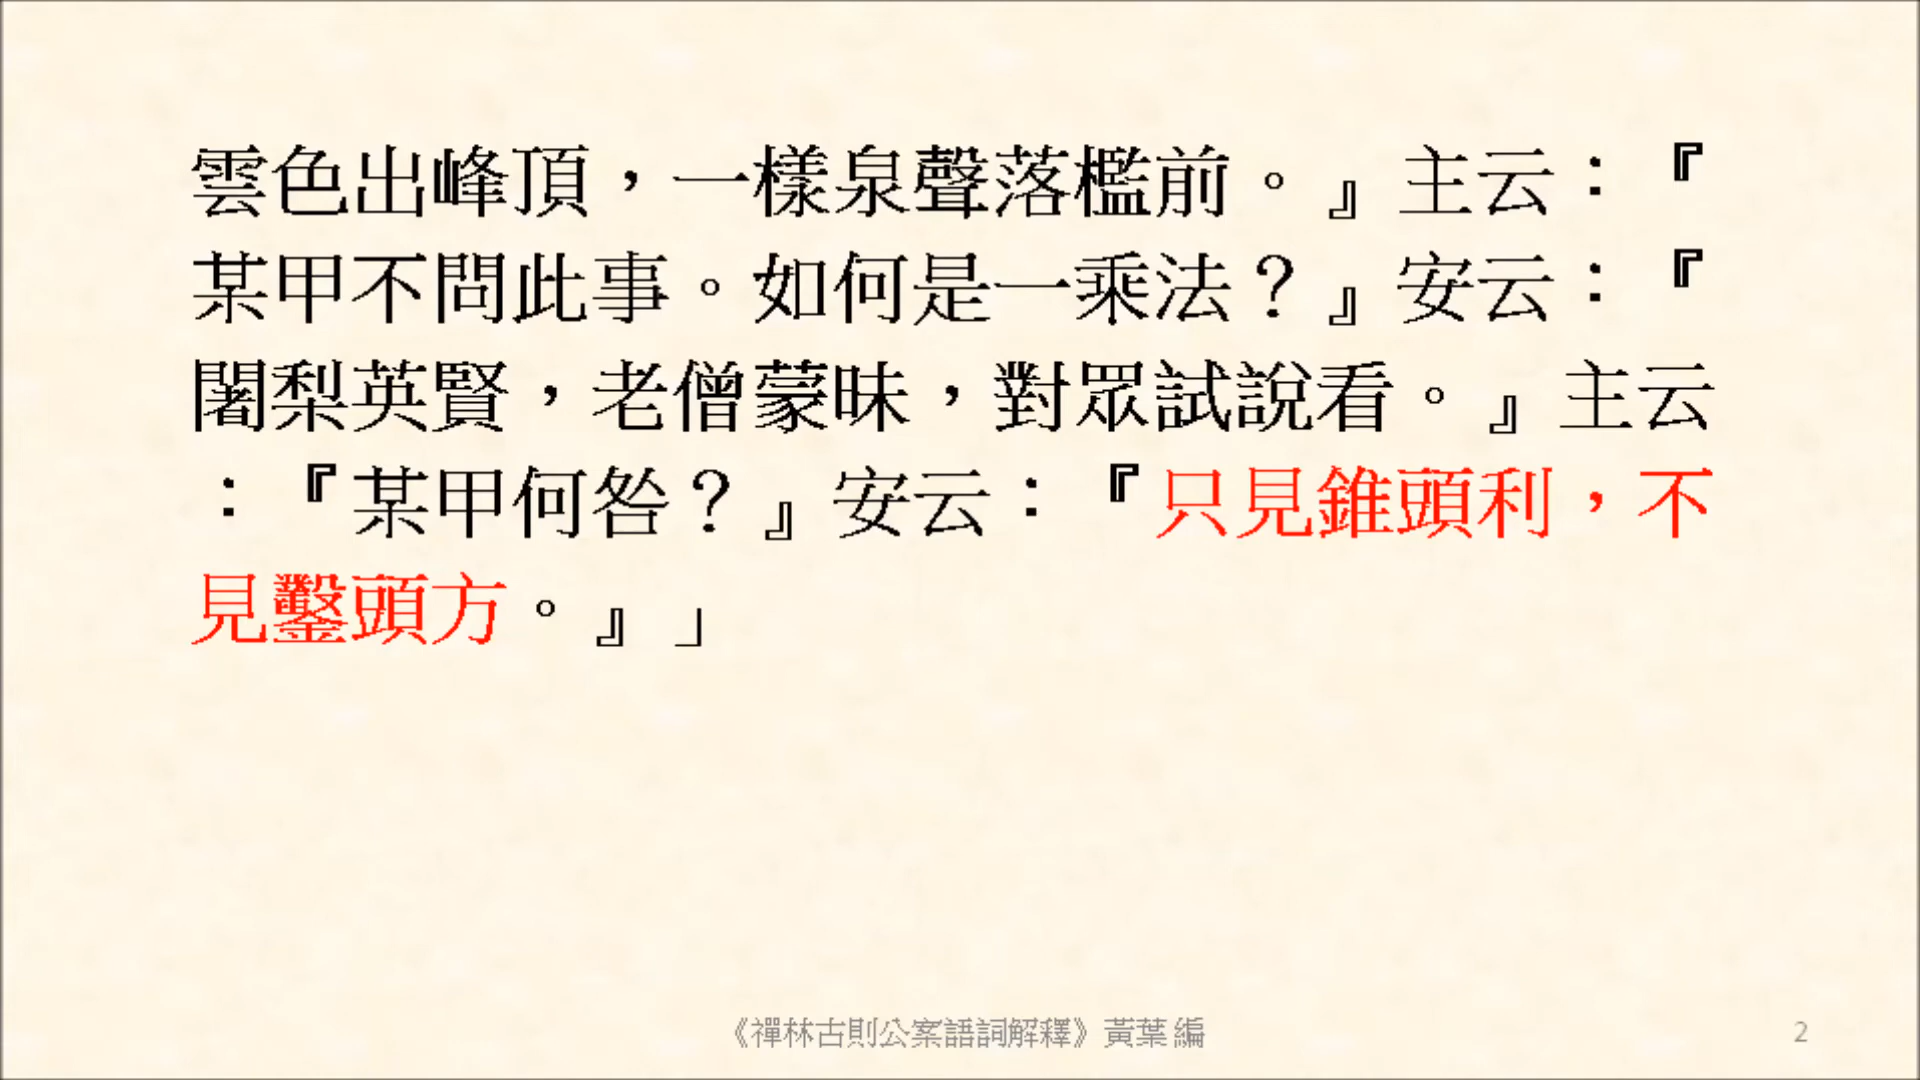 雲色出峰頂，一樣泉聲落檻前。』主云：『
某甲不問此事。如何是一乘法？』安云：『
闍梨英賢，老僧蒙昧，對眾試說看。』主云
：『某甲何咎？』安云：『只見錐頭利，不
見鑿頭方。』」
《禪林古則公案語詞解釋》黃葉編
2